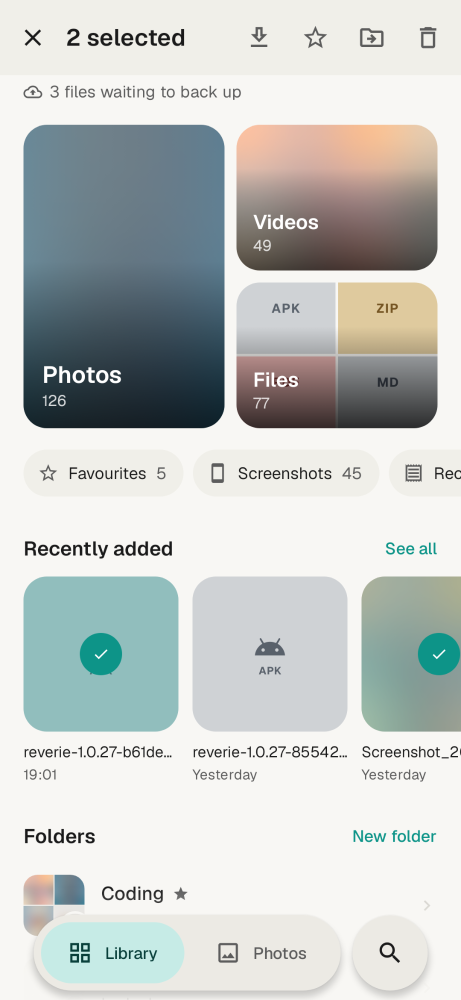 2 selected
3 files waiting to back up
Photos
126
Videos
49
APK
ZIP
Files
77
MD
Favourites 5
Screenshots 45
Rec
Recently added
See all
APK
reverie-1.0.27-b61de...
19:01
reverie-1.0.27-85542...
Yesterday
Screenshot_2
Yesterday
Folders
New folder
Coding
Library
Photos